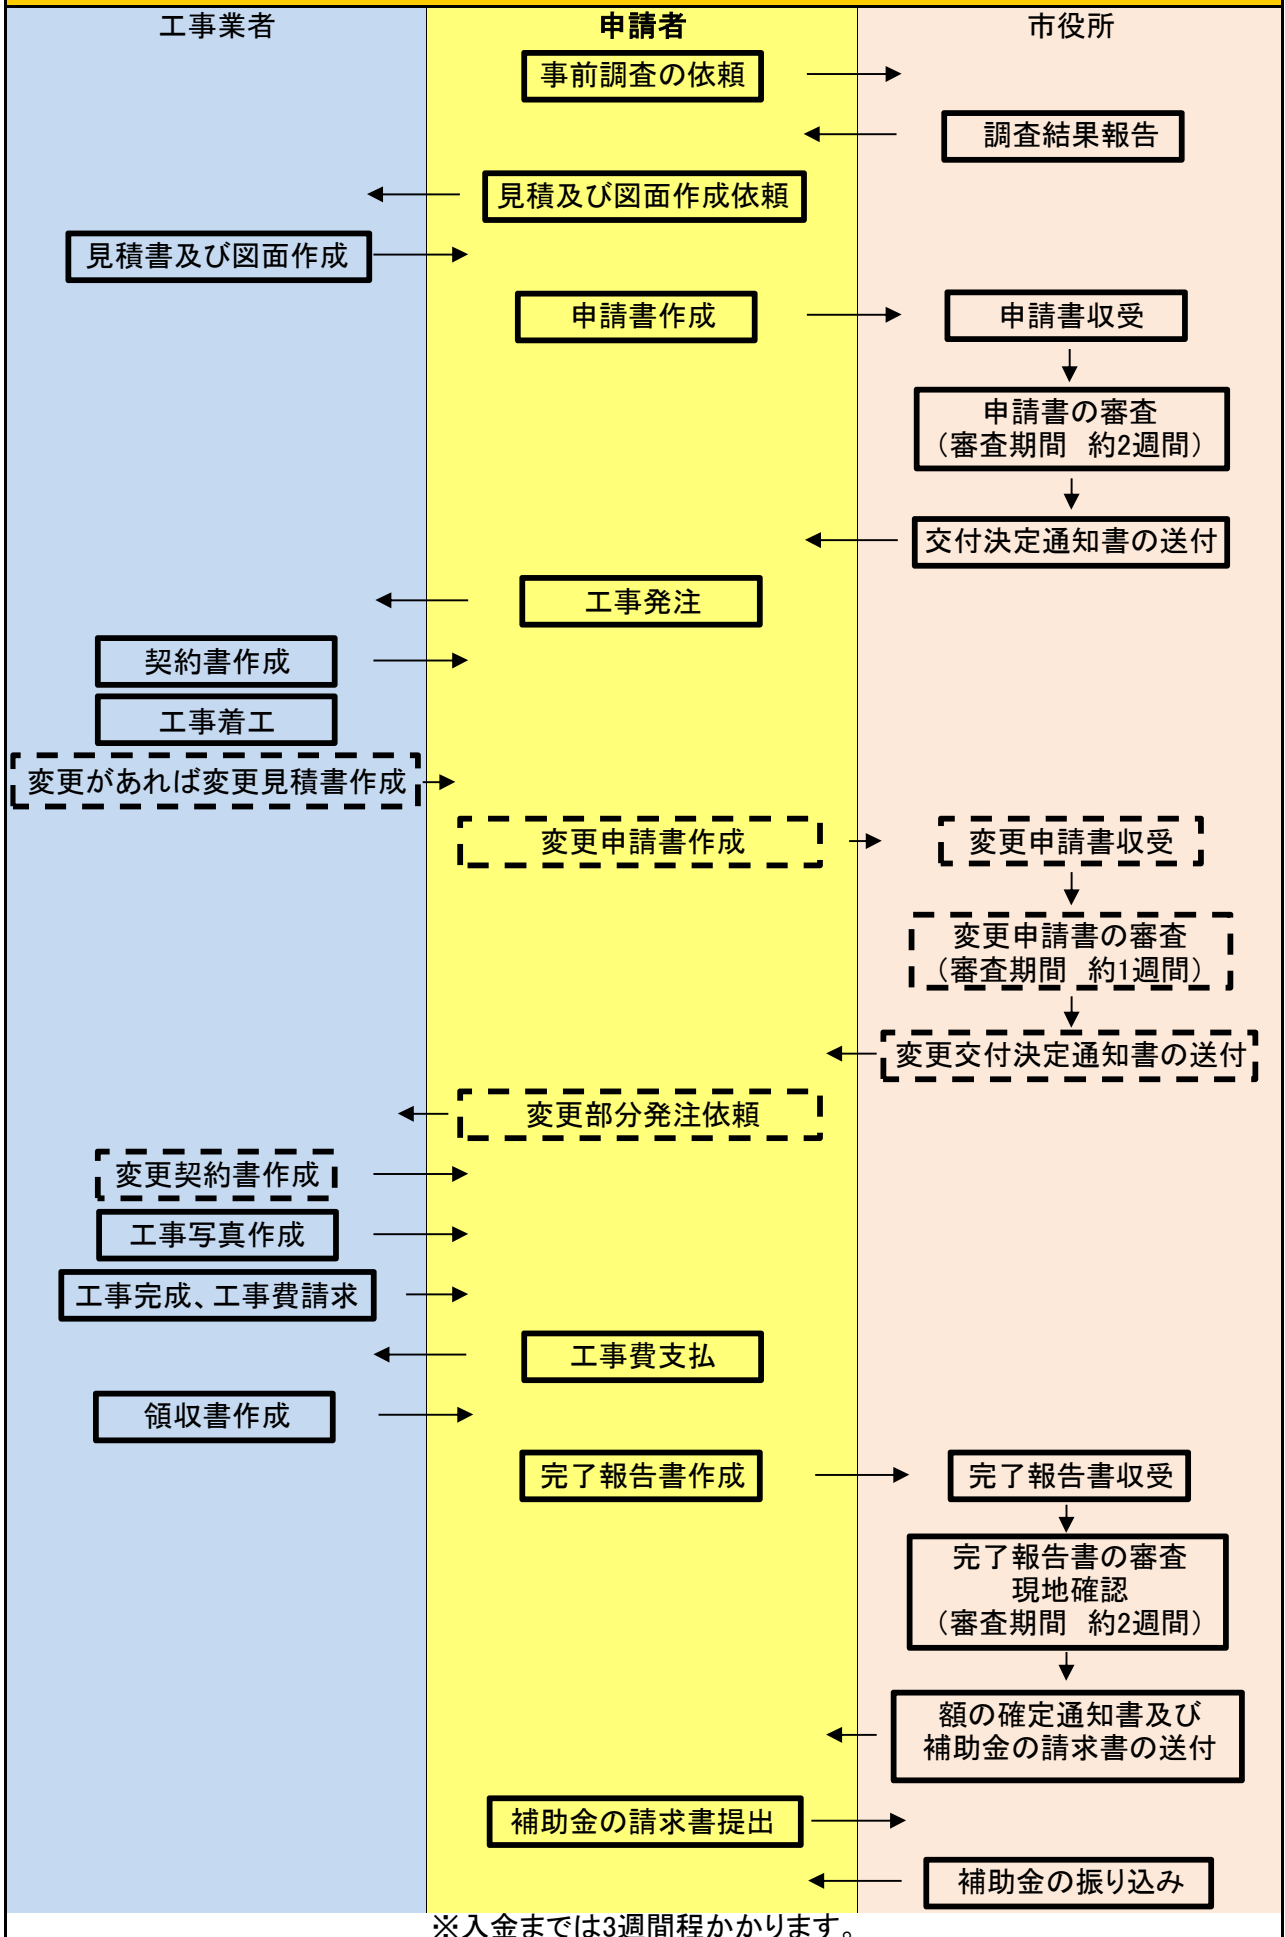 工事業者
申請者
市役所
事前調査の依頼
調査結果報告
見積及び図面作成依頼
見積書及び図面作成
申請書作成
申請書収受
申請書の審査
（審査期間　約2週間）
交付決定通知書の送付
工事発注
契約書作成
工事着工
変更があれば変更見積書作成
変更申請書作成
変更申請書収受
変更申請書の審査
（審査期間　約1週間）
変更交付決定通知書の送付
変更部分発注依頼
変更契約書作成
工事写真作成
工事完成、工事費請求
工事費支払
領収書作成
完了報告書作成
完了報告書収受
完了報告書の審査
現地確認
（審査期間　約2週間）
額の確定通知書及び
補助金の請求書の送付
補助金の請求書提出
補助金の振り込み
※入金までは3週間程かかります。